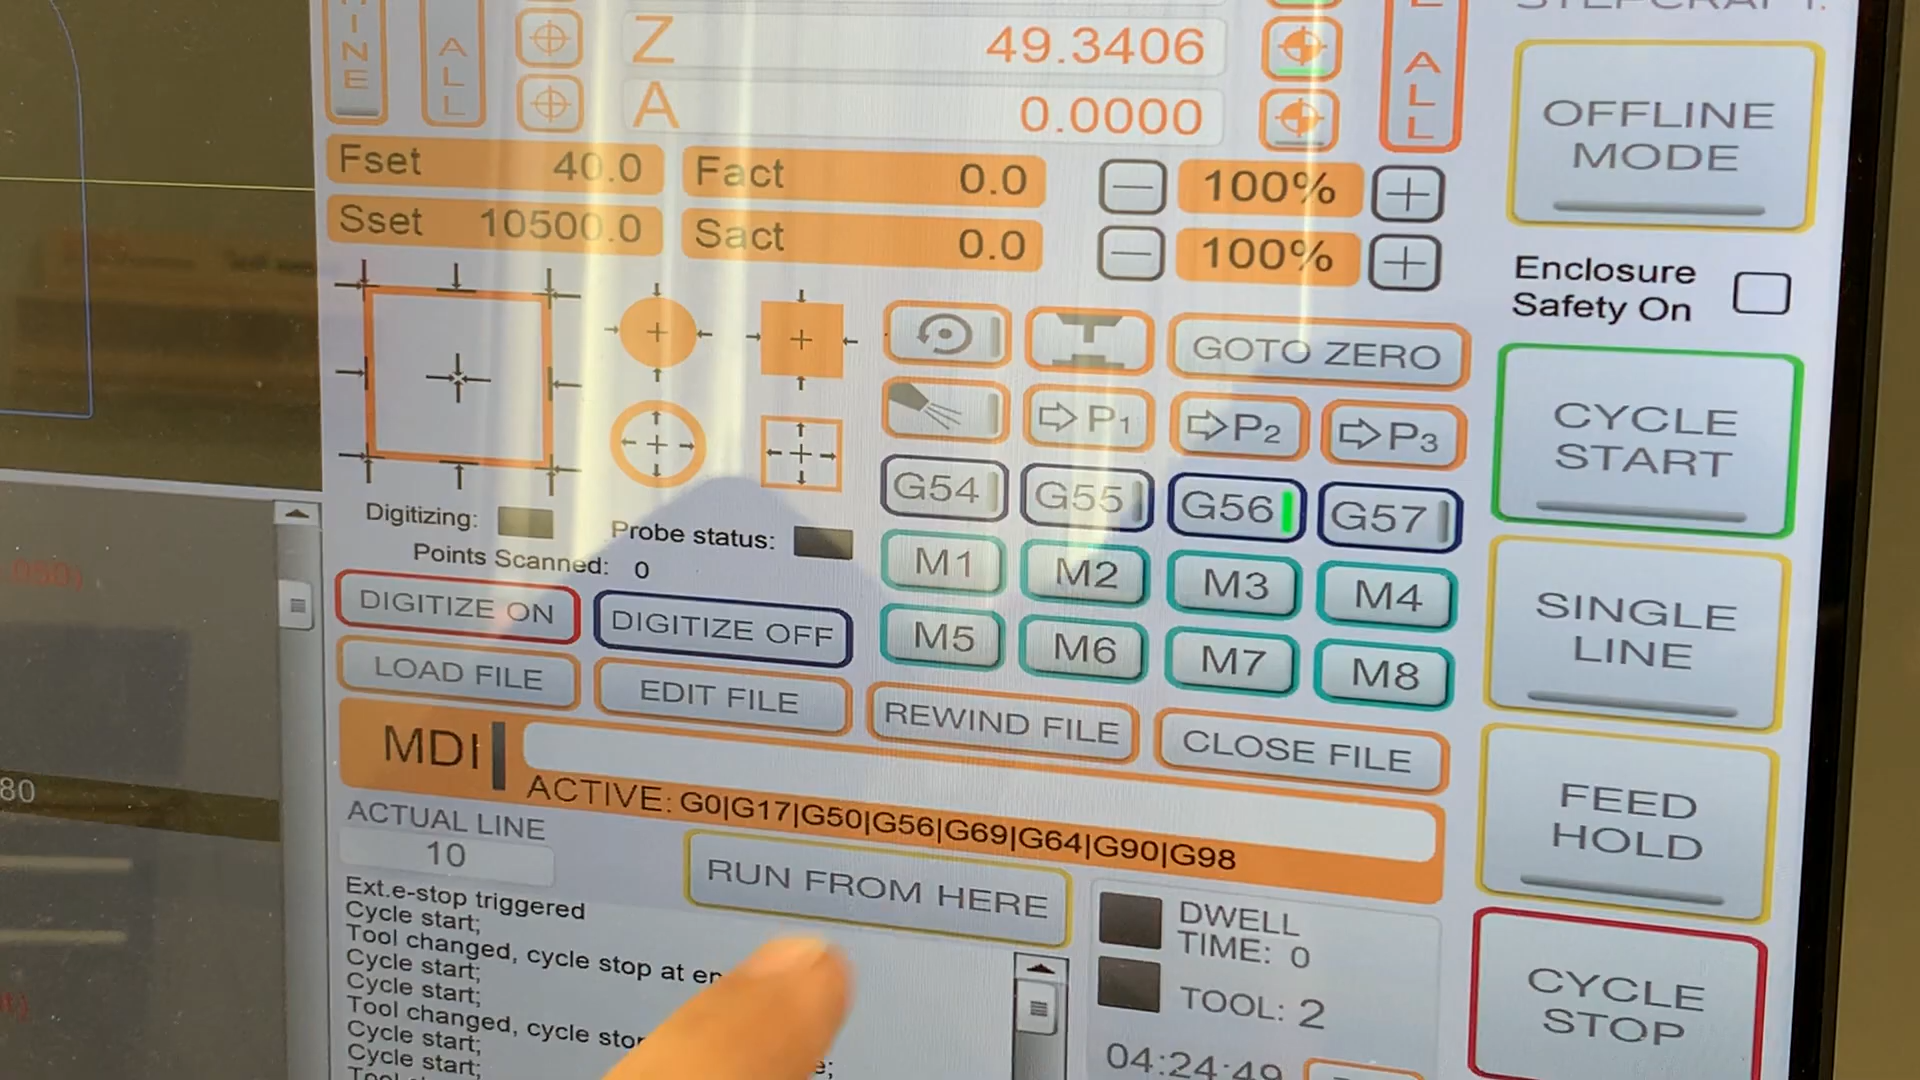 STEPCRAFT.
INE
ALL
Z 49.3406
A 0.0000
ALL
OFFLINE
MODE
Fset 40.0
Fact 0.0
100%
Sset 10500.0
Sact 0.0
100%
Enclosure
Safety On
GOTO ZERO
CYCLE
START
P1
P2
P3
G54
G55
G56
G57
Digitizing:
Probe status:
Points Scanned: 0
M1
M2
M3
M4
DIGITIZE ON
DIGITIZE OFF
M5
M6
M7
M8
SINGLE
LINE
LOAD FILE
EDIT FILE
REWIND FILE
CLOSE FILE
MDI
ACTIVE: G0|G17|G50|G56|G69|G64|G90|G98
FEED
HOLD
80
ACTUAL LINE
10
RUN FROM HERE
Ext.e-stop triggered
Cycle start;
Tool changed, cycle stop at
Cycle start;
Cycle start;
Tool changed, cycle
Cycle start;
Cycle start;
DWELL
TIME: 0
TOOL: 2
04:24:49
CYCLE
STOP